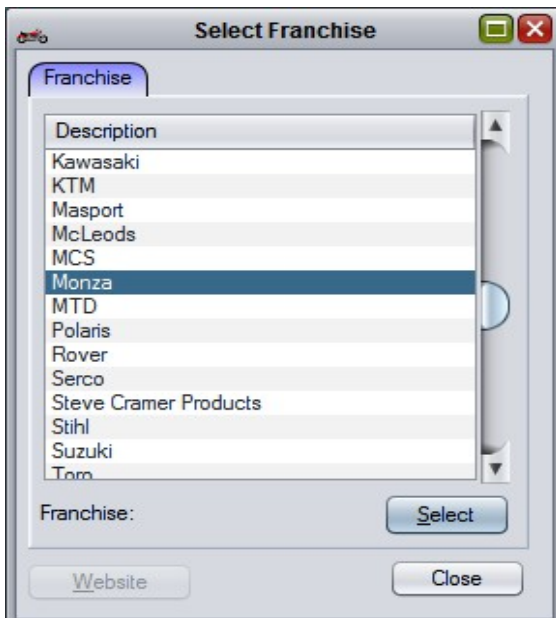 Select Franchise
Franchise
Description
Kawasaki
KTM
Masport
McLeods
MCS
Monza
MTD
Polaris
Rover
Serco
Steve Cramer Products
Stihl
Suzuki
Toro
Franchise:
Select
Website
Close